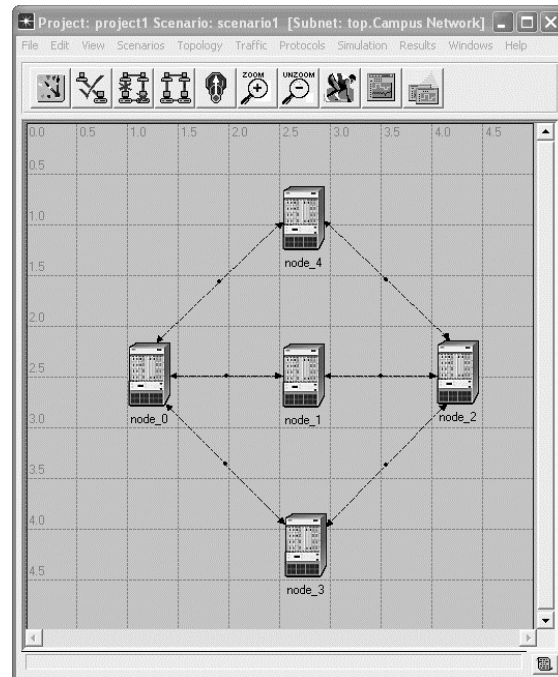 Project: project1 Scenario: scenario1 [Subnet: top.Campus Network]
File Edit View Scenarios Topology Traffic Protocols Simulation Results Windows Help
ZOOM UNZOOM
0.0 0.5 1.0 1.5 2.0 2.5 3.0 3.5 4.0 4.5
0.5
1.0
node_4
1.5
2.0
2.5
node_0 node_1 node_2
3.0
3.5
4.0
4.5
node_3